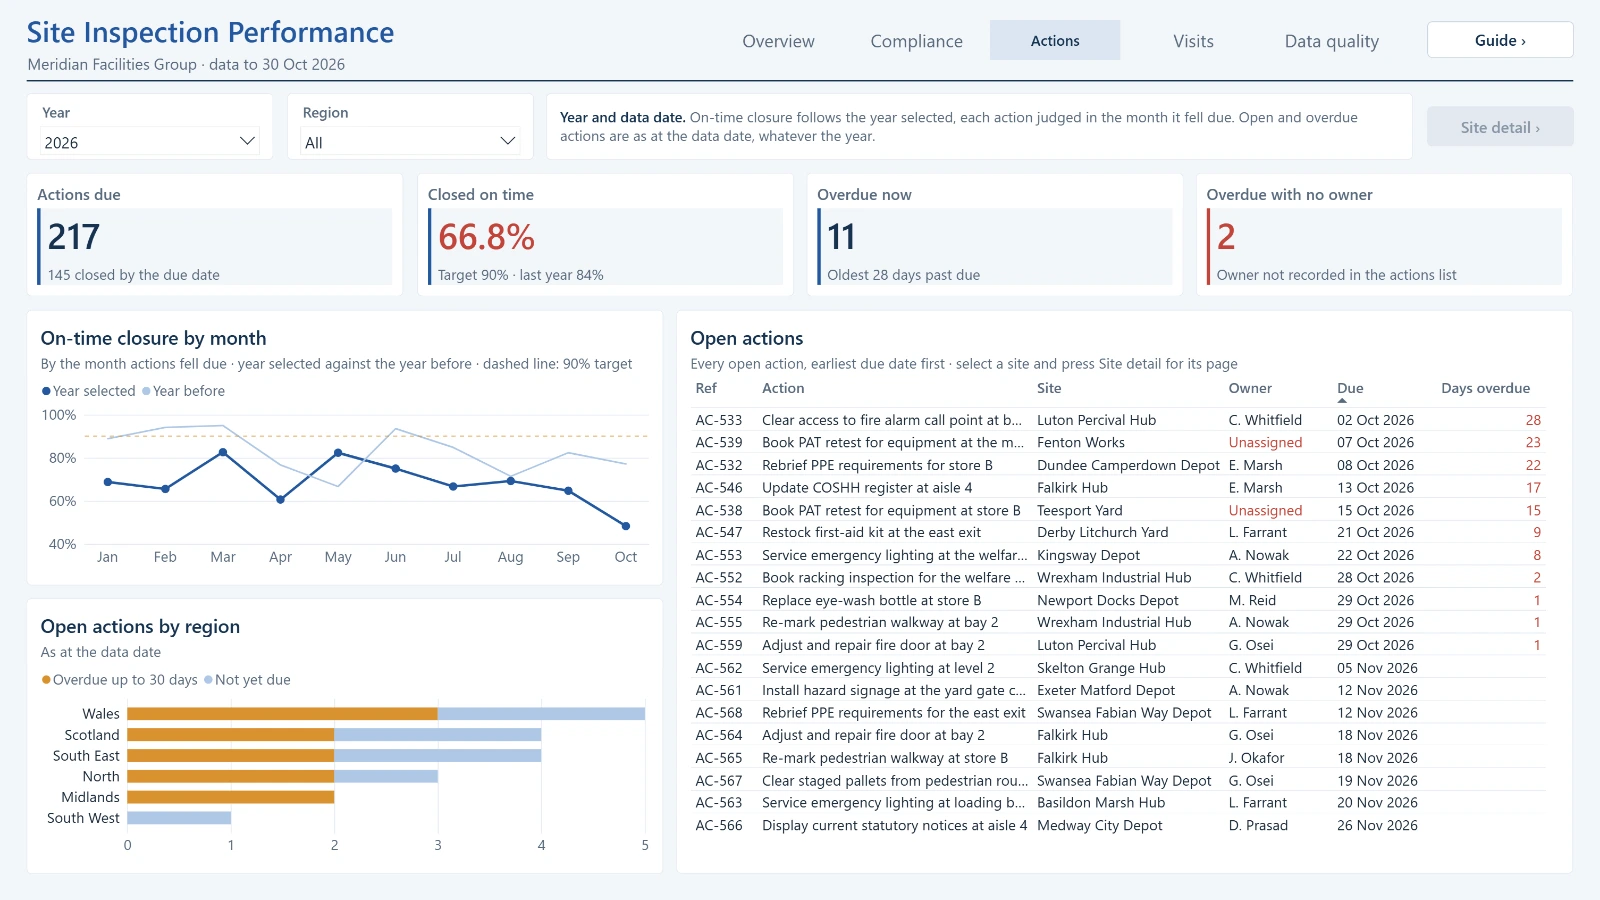 Site Inspection Performance
Meridian Facilities Group · data to 30 Oct 2026
Overview
Compliance
Actions
Visits
Data quality
Guide ›
Year
2026
Region
All
Year and data date. On-time closure follows the year selected, each action judged in the month it fell due. Open and overdue
actions are as at the data date, whatever the year.
Site detail ›
Actions due
217
145 closed by the due date
Closed on time
66.8%
Target 90% · last year 84%
Overdue now
11
Oldest 28 days past due
Overdue with no owner
2
Owner not recorded in the actions list
On-time closure by month
By the month actions fell due · year selected against the year before · dashed line: 90% target
Year selected Year before
100%
80%
60%
40%
Jan Feb Mar Apr May Jun Jul Aug Sep Oct
Open actions by region
As at the data date
Overdue up to 30 days Not yet due
Wales
Scotland
South East
North
Midlands
South West
0 1 2 3 4 5
Open actions
Every open action, earliest due date first · select a site and press Site detail for its page
Ref Action Site Owner Due Days overdue
AC-533 Clear access to fire alarm call point at b... Luton Percival Hub C. Whitfield 02 Oct 2026 28
AC-539 Book PAT retest for equipment at the m... Fenton Works Unassigned 07 Oct 2026 23
AC-532 Rebrief PPE requirements for store B Dundee Camperdown Depot E. Marsh 08 Oct 2026 22
AC-546 Update COSHH register at aisle 4 Falkirk Hub E. Marsh 13 Oct 2026 17
AC-538 Book PAT retest for equipment at store B Teesport Yard Unassigned 15 Oct 2026 15
AC-547 Restock first-aid kit at the east exit Derby Litchurch Yard L. Farrant 21 Oct 2026 9
AC-553 Service emergency lighting at the welfar... Kingsway Depot A. Nowak 22 Oct 2026 8
AC-552 Book racking inspection for the welfare ... Wrexham Industrial Hub C. Whitfield 28 Oct 2026 2
AC-554 Replace eye-wash bottle at store B Newport Docks Depot M. Reid 29 Oct 2026 1
AC-555 Re-mark pedestrian walkway at bay 2 Wrexham Industrial Hub A. Nowak 29 Oct 2026 1
AC-559 Adjust and repair fire door at bay 2 Luton Percival Hub G. Osei 29 Oct 2026 1
AC-562 Service emergency lighting at level 2 Skelton Grange Hub C. Whitfield 05 Nov 2026
AC-561 Install hazard signage at the yard gate c... Exeter Matford Depot A. Nowak 12 Nov 2026
AC-568 Rebrief PPE requirements for the east exit Swansea Fabian Way Depot L. Farrant 12 Nov 2026
AC-564 Adjust and repair fire door at bay 2 Falkirk Hub G. Osei 18 Nov 2026
AC-565 Re-mark pedestrian walkway at store B Falkirk Hub J. Okafor 18 Nov 2026
AC-567 Clear staged pallets from pedestrian rou... Swansea Fabian Way Depot G. Osei 19 Nov 2026
AC-563 Service emergency lighting at loading b... Basildon Marsh Hub L. Farrant 20 Nov 2026
AC-566 Display current statutory notices at aisle 4 Medway City Depot D. Prasad 26 Nov 2026